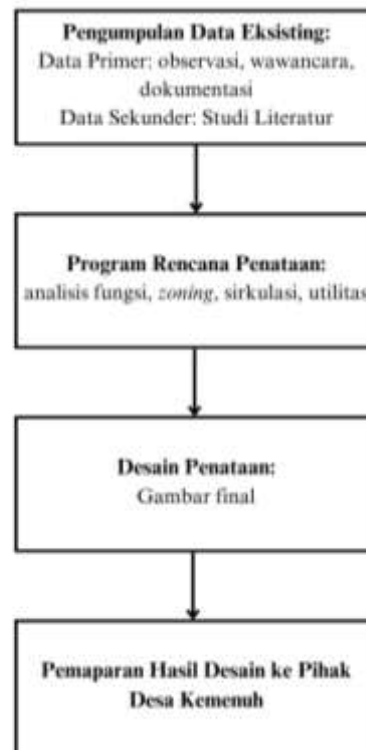 Pengumpulan Data Eksisting:
Data Primer: observasi, wawancara,
dokumentasi
Data Sekunder: Studi Literatur
Program Rencana Penataan:
analisis fungsi, zoning, sirkulasi, utilitas
Desain Penataan:
Gambar final
Pemaparan Hasil Desain ke Pihak
Desa Kemenuh